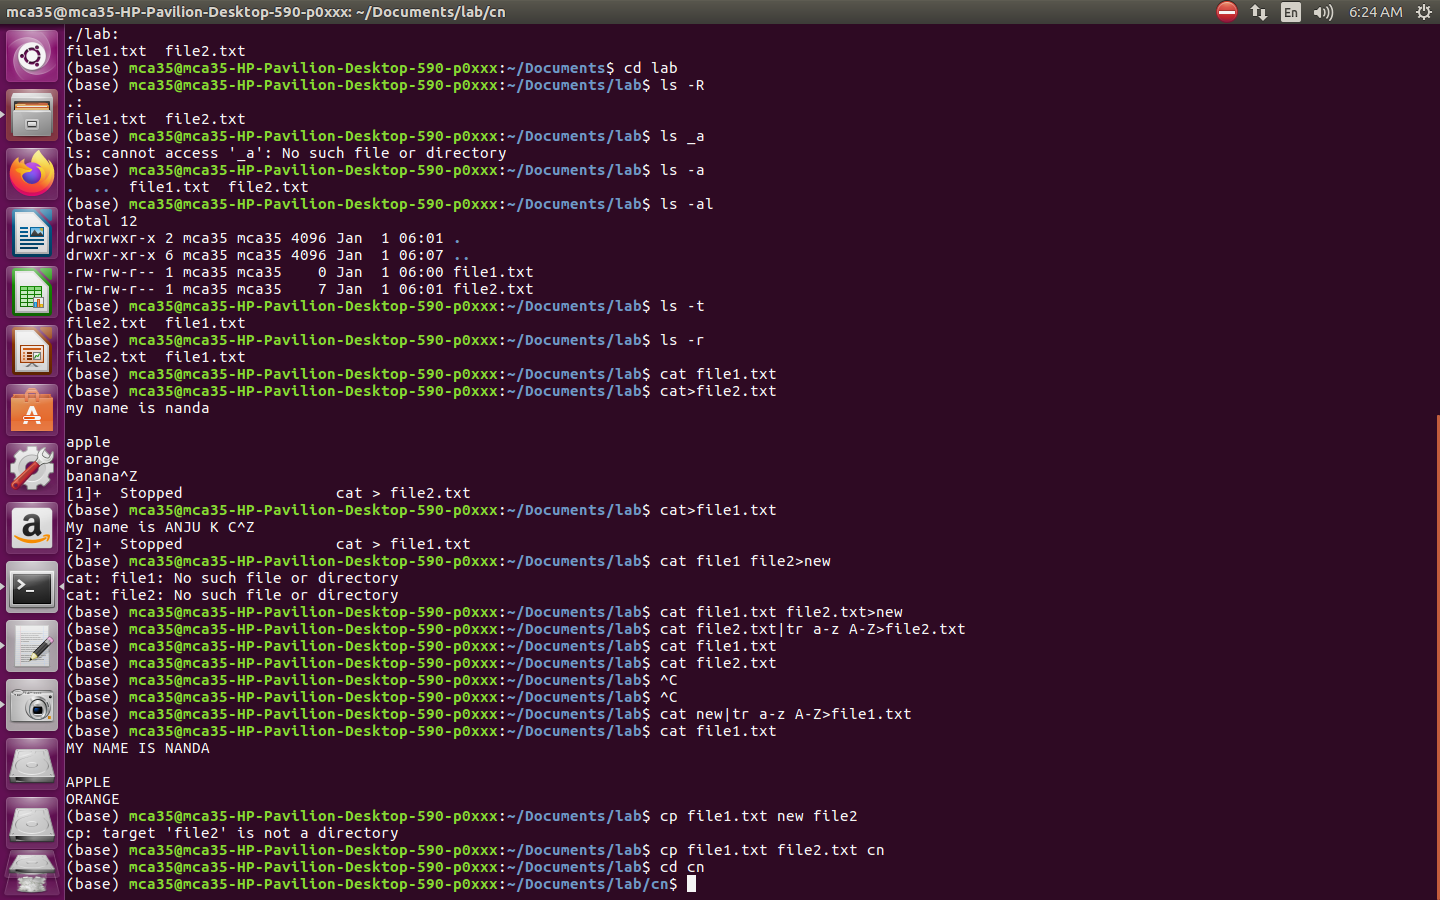 mca35@mca35-HP-Pavilion-Desktop-590-p0xxx: ~/Documents/lab/cn
En
6:24 AM
./lab:
file1.txt  file2.txt
(base) mca35@mca35-HP-Pavilion-Desktop-590-p0xxx:~/Documents$ cd lab
(base) mca35@mca35-HP-Pavilion-Desktop-590-p0xxx:~/Documents/lab$ ls -R
.:
file1.txt  file2.txt
(base) mca35@mca35-HP-Pavilion-Desktop-590-p0xxx:~/Documents/lab$ ls _a
ls: cannot access '_a': No such file or directory
(base) mca35@mca35-HP-Pavilion-Desktop-590-p0xxx:~/Documents/lab$ ls -a
.  ..  file1.txt  file2.txt
(base) mca35@mca35-HP-Pavilion-Desktop-590-p0xxx:~/Documents/lab$ ls -al
total 12
drwxrwxr-x 2 mca35 mca35 4096 Jan  1 06:01 .
drwxr-xr-x 6 mca35 mca35 4096 Jan  1 06:07 ..
-rw-rw-r-- 1 mca35 mca35    0 Jan  1 06:00 file1.txt
-rw-rw-r-- 1 mca35 mca35    7 Jan  1 06:01 file2.txt
(base) mca35@mca35-HP-Pavilion-Desktop-590-p0xxx:~/Documents/lab$ ls -t
file2.txt  file1.txt
(base) mca35@mca35-HP-Pavilion-Desktop-590-p0xxx:~/Documents/lab$ ls -r
file2.txt  file1.txt
(base) mca35@mca35-HP-Pavilion-Desktop-590-p0xxx:~/Documents/lab$ cat file1.txt
(base) mca35@mca35-HP-Pavilion-Desktop-590-p0xxx:~/Documents/lab$ cat>file2.txt
my name is nanda

apple
orange
banana^Z
[1]+  Stopped                 cat > file2.txt
(base) mca35@mca35-HP-Pavilion-Desktop-590-p0xxx:~/Documents/lab$ cat>file1.txt
My name is ANJU K C^Z
[2]+  Stopped                 cat > file1.txt
(base) mca35@mca35-HP-Pavilion-Desktop-590-p0xxx:~/Documents/lab$ cat file1 file2>new
cat: file1: No such file or directory
cat: file2: No such file or directory
(base) mca35@mca35-HP-Pavilion-Desktop-590-p0xxx:~/Documents/lab$ cat file1.txt file2.txt>new
(base) mca35@mca35-HP-Pavilion-Desktop-590-p0xxx:~/Documents/lab$ cat file2.txt|tr a-z A-Z>file2.txt
(base) mca35@mca35-HP-Pavilion-Desktop-590-p0xxx:~/Documents/lab$ cat file1.txt
(base) mca35@mca35-HP-Pavilion-Desktop-590-p0xxx:~/Documents/lab$ cat file2.txt
(base) mca35@mca35-HP-Pavilion-Desktop-590-p0xxx:~/Documents/lab$ ^C
(base) mca35@mca35-HP-Pavilion-Desktop-590-p0xxx:~/Documents/lab$ ^C
(base) mca35@mca35-HP-Pavilion-Desktop-590-p0xxx:~/Documents/lab$ cat new|tr a-z A-Z>file1.txt
(base) mca35@mca35-HP-Pavilion-Desktop-590-p0xxx:~/Documents/lab$ cat file1.txt
MY NAME IS NANDA

APPLE
ORANGE
(base) mca35@mca35-HP-Pavilion-Desktop-590-p0xxx:~/Documents/lab$ cp file1.txt new file2
cp: target 'file2' is not a directory
(base) mca35@mca35-HP-Pavilion-Desktop-590-p0xxx:~/Documents/lab$ cp file1.txt file2.txt cn
(base) mca35@mca35-HP-Pavilion-Desktop-590-p0xxx:~/Documents/lab$ cd cn
(base) mca35@mca35-HP-Pavilion-Desktop-590-p0xxx:~/Documents/lab/cn$